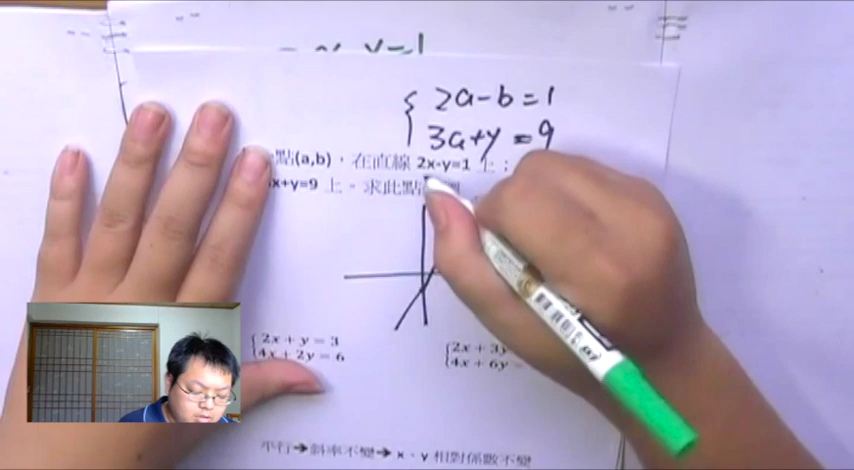 y=1
2a-b=1
3a+y=9
點(a,b)，在直線 2x-y=1 上；
x+y=9 上。求此點
2x + y = 3
4x + 2y = 6
2x + 3y
4x + 6y
平行➔斜率不變➔x、y 相對係數不變